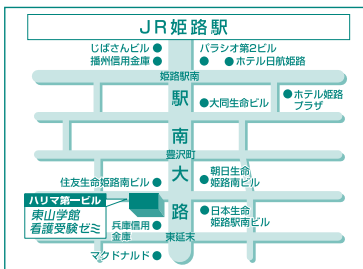 JR姫路駅
じばさんビル
パラシオ第2ビル
播州信用金庫
ホテル日航姫路
姫路駅南
駅南大路
大同生命ビル
ホテル姫路
プラザ
豊沢町
住友生命姫路南ビル
朝日生命
姫路南ビル
ハリマ第一ビル
東山学館
看護受験ゼミ
日本生命
姫路駅南ビル
兵庫信用
金庫
東延末
マクドナルド